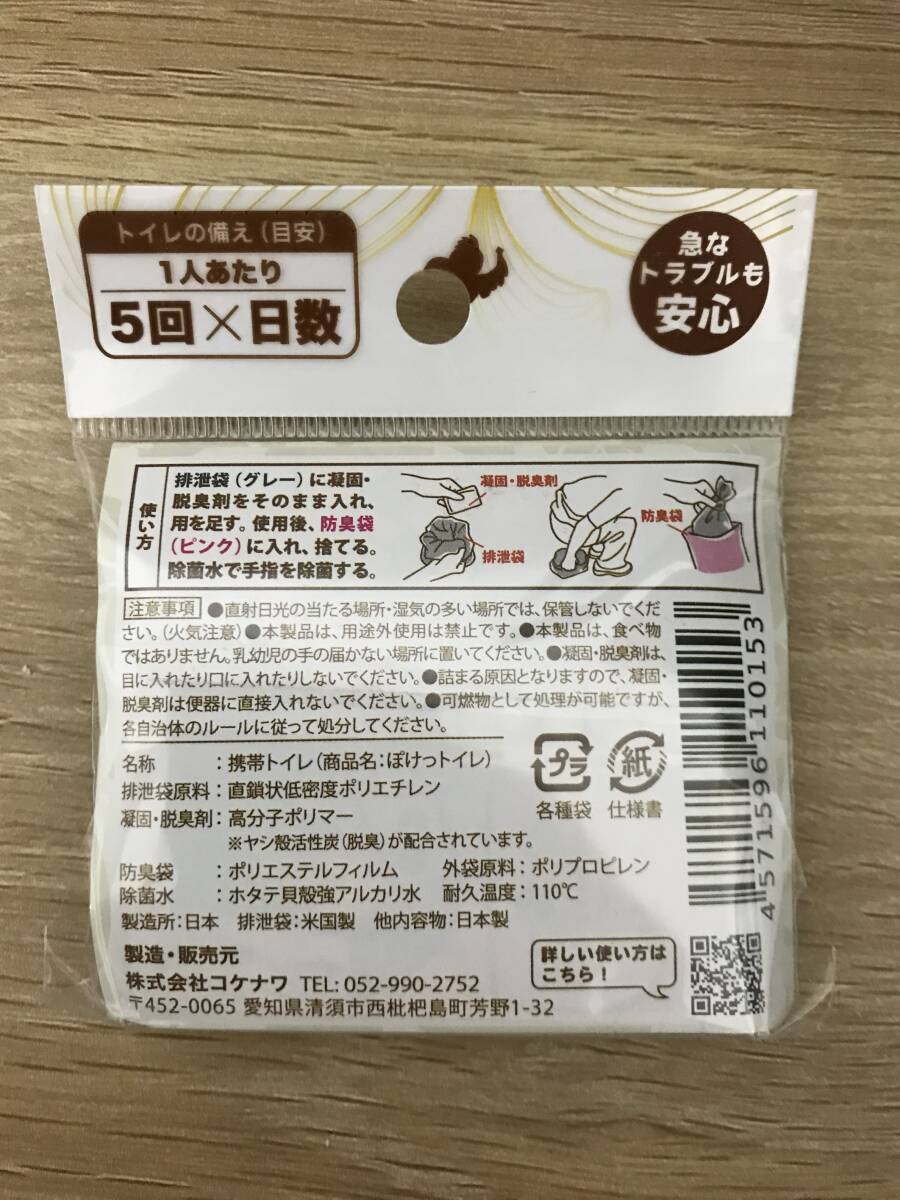 トイレの備え(目安)
1人あたり
5回×日数
急な
トラブルも
安心
使い方
排泄袋(グレー)に凝固・
脱臭剤をそのまま入れ、
用を足す。使用後、防臭袋
(ピンク)に入れ、捨てる。
除菌水で手指を除菌する。
凝固・脱臭剤
排泄袋
防臭袋
注意事項 ●直射日光の当たる場所・湿気の多い場所では、保管しないでくだ
さい。(火気注意)●本製品は、用途外使用は禁止です。●本製品は、食べ物
ではありません。乳幼児の手の届かない場所に置いてください。●凝固・脱臭剤は、
目に入れたり口に入れたりしないでください。●詰まる原因となりますので、凝固・
脱臭剤は便器に直接入れないでください。●可燃物として処理が可能ですが、
各自治体のルールに従って処分してください。
名称 :携帯トイレ(商品名:ぽけっトイレ)
排泄袋原料:直鎖状低密度ポリエチレン
凝固・脱臭剤:高分子ポリマー
※ヤシ殻活性炭(脱臭)が配合されています。
防臭袋 :ポリエステルフィルム 外袋原料:ポリプロピレン
除菌水 :ホタテ貝殻強アルカリ水 耐久温度:110℃
製造所:日本 排泄袋:米国製 他内容物:日本製
プラ
各種袋
紙
仕様書
4571596110153
製造・販売元
株式会社コケナワ TEL:052-990-2752
〒452-0065 愛知県清須市西枇杷島町芳野1-32
詳しい使い方は
こちら!